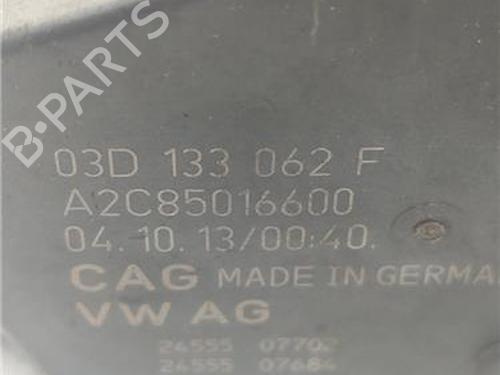 B-PARTS
03D 133 062 F
A2C85016600
04.10.13/00:40.
CAG MADE IN GERMA
VW AG
24555 07702
24555 07684